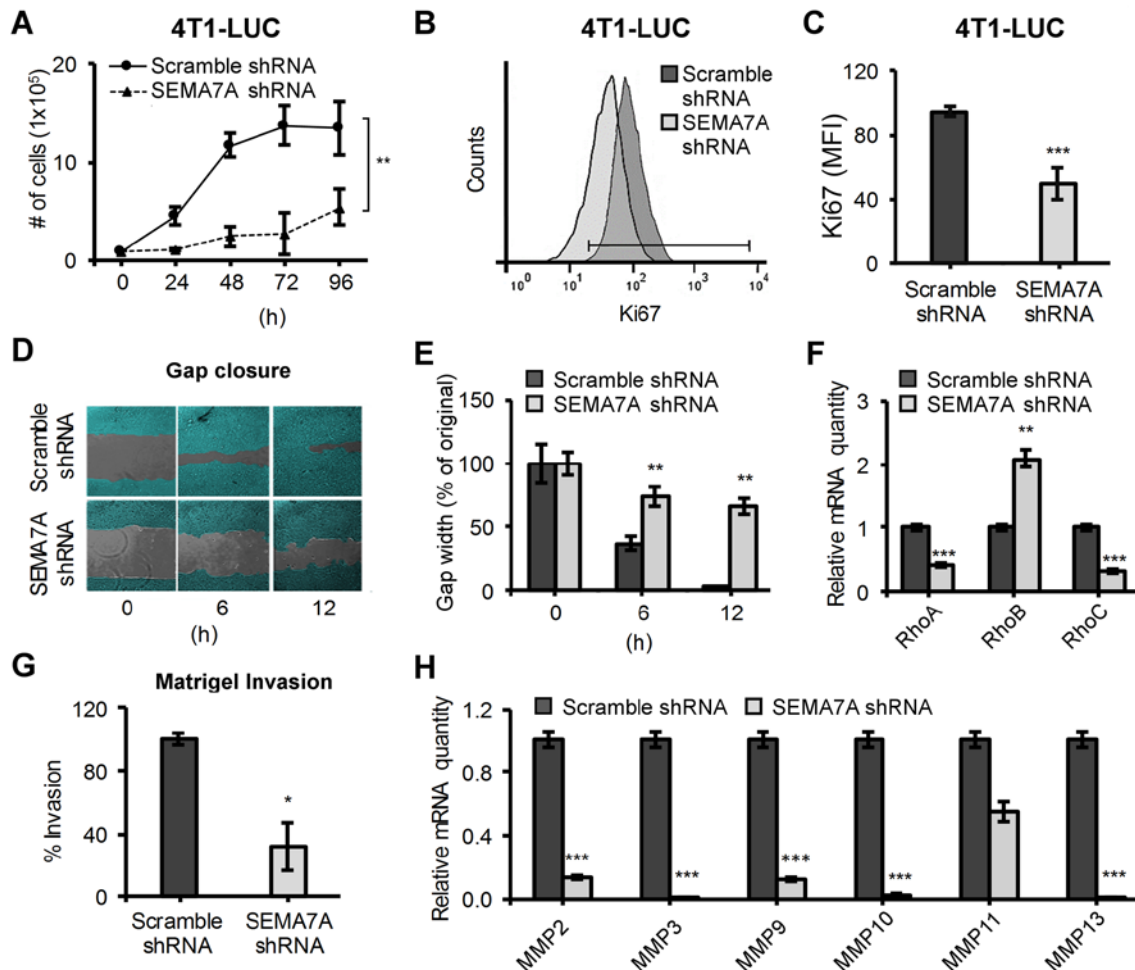 A
4T1-LUC
# of cells (1x10⁵)
20
10
0
Scramble shRNA
SEMA7A shRNA
**
0 24 48 72 96
(h)
B
4T1-LUC
Counts
Scramble
shRNA
SEMA7A
shRNA
10⁰ 10¹ 10² 10³ 10⁴
Ki67
C
4T1-LUC
Ki67 (MFI)
120
80
40
0
***
Scramble
shRNA
SEMA7A
shRNA
D
Gap closure
Scramble
shRNA
SEMA7A
shRNA
0 6 12
(h)
E
Scramble shRNA
SEMA7A shRNA
Gap width (% of original)
100
50
0
**
**
0 6 12
(h)
F
Scramble shRNA
SEMA7A shRNA
Relative mRNA quantity
3
2
1
0
***
**
***
RhoA RhoB RhoC
G
Matrigel Invasion
% Invasion
120
80
40
0
*
Scramble
shRNA
SEMA7A
shRNA
H
Scramble shRNA SEMA7A shRNA
Relative mRNA quantity
1.2
0.8
0.4
0.0
*** *** *** *** ***
MMP2 MMP3 MMP9 MMP10 MMP11 MMP13